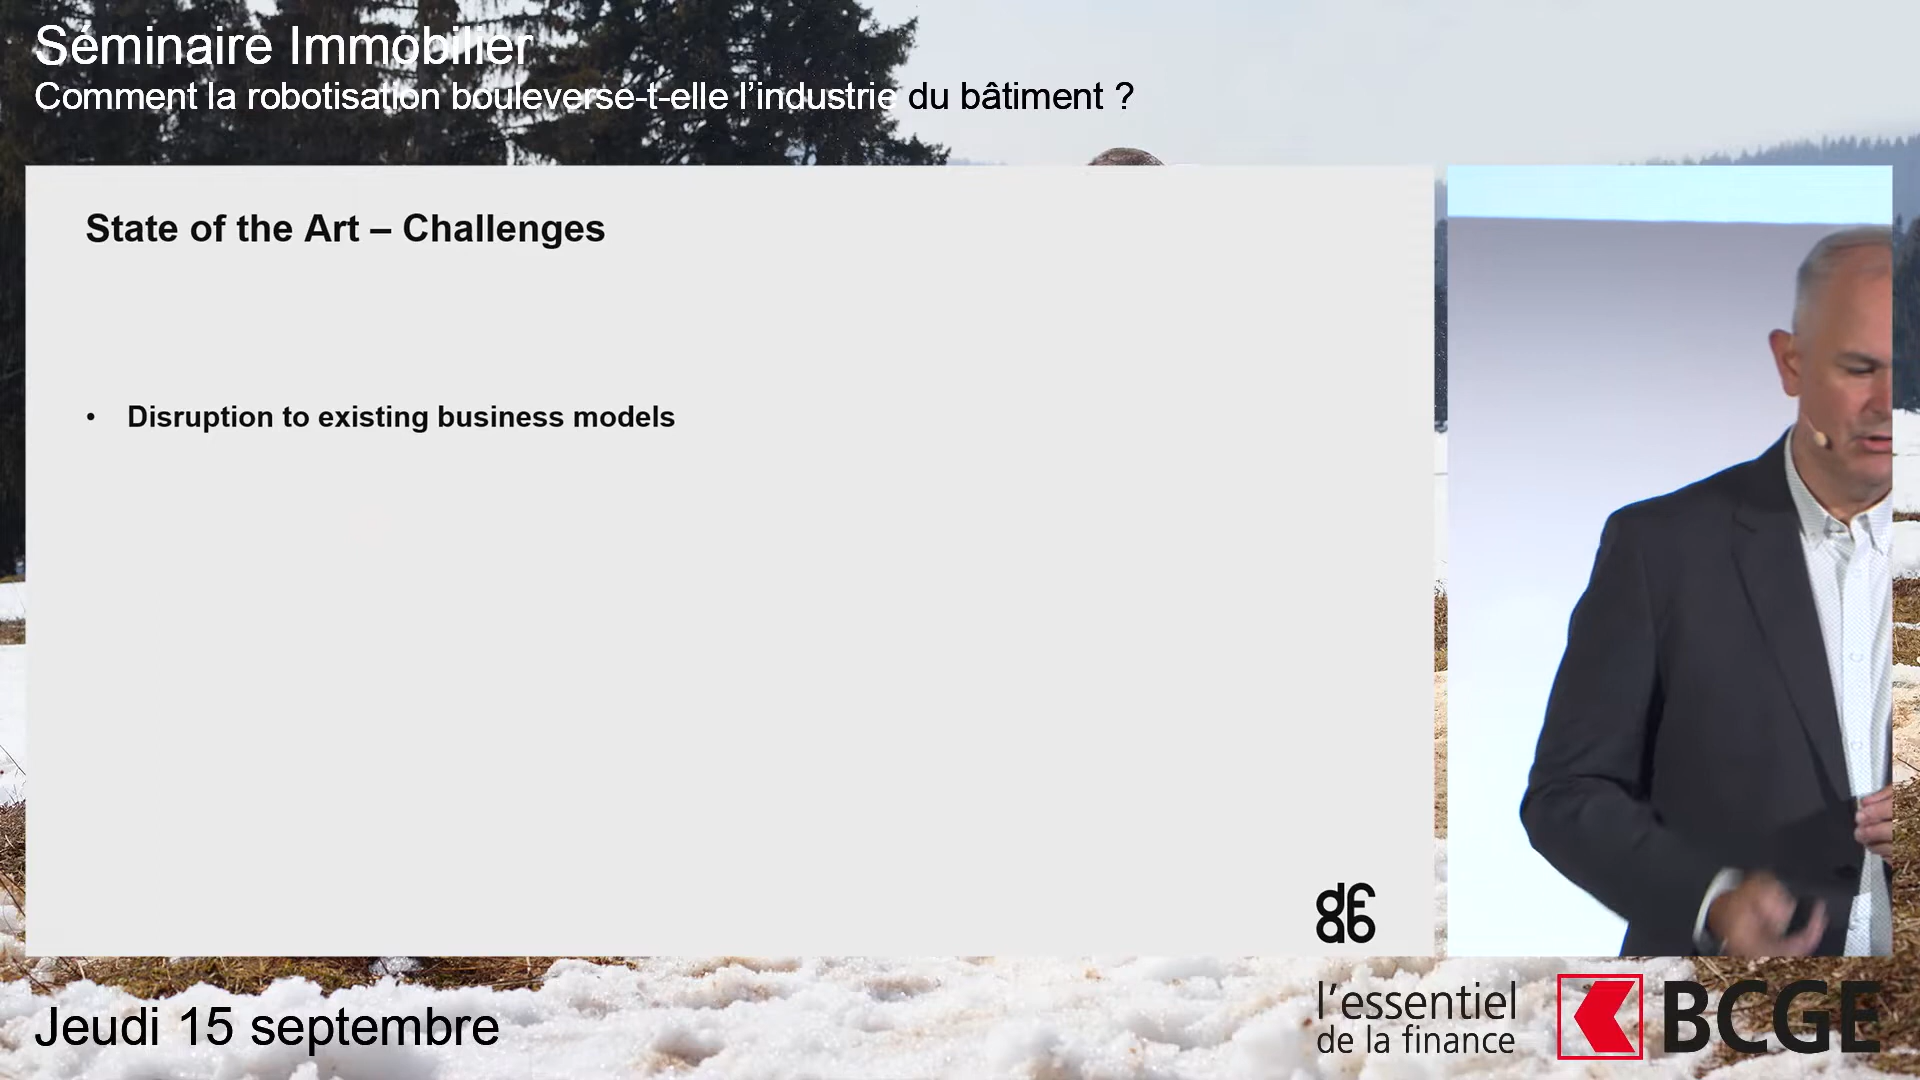 Séminaire Immobilier
Comment la robotisation bouleverse-t-elle l'industrie du bâtiment ?
State of the Art – Challenges
• Disruption to existing business models
Jeudi 15 septembre
l'essentiel
de la finance
BCGE